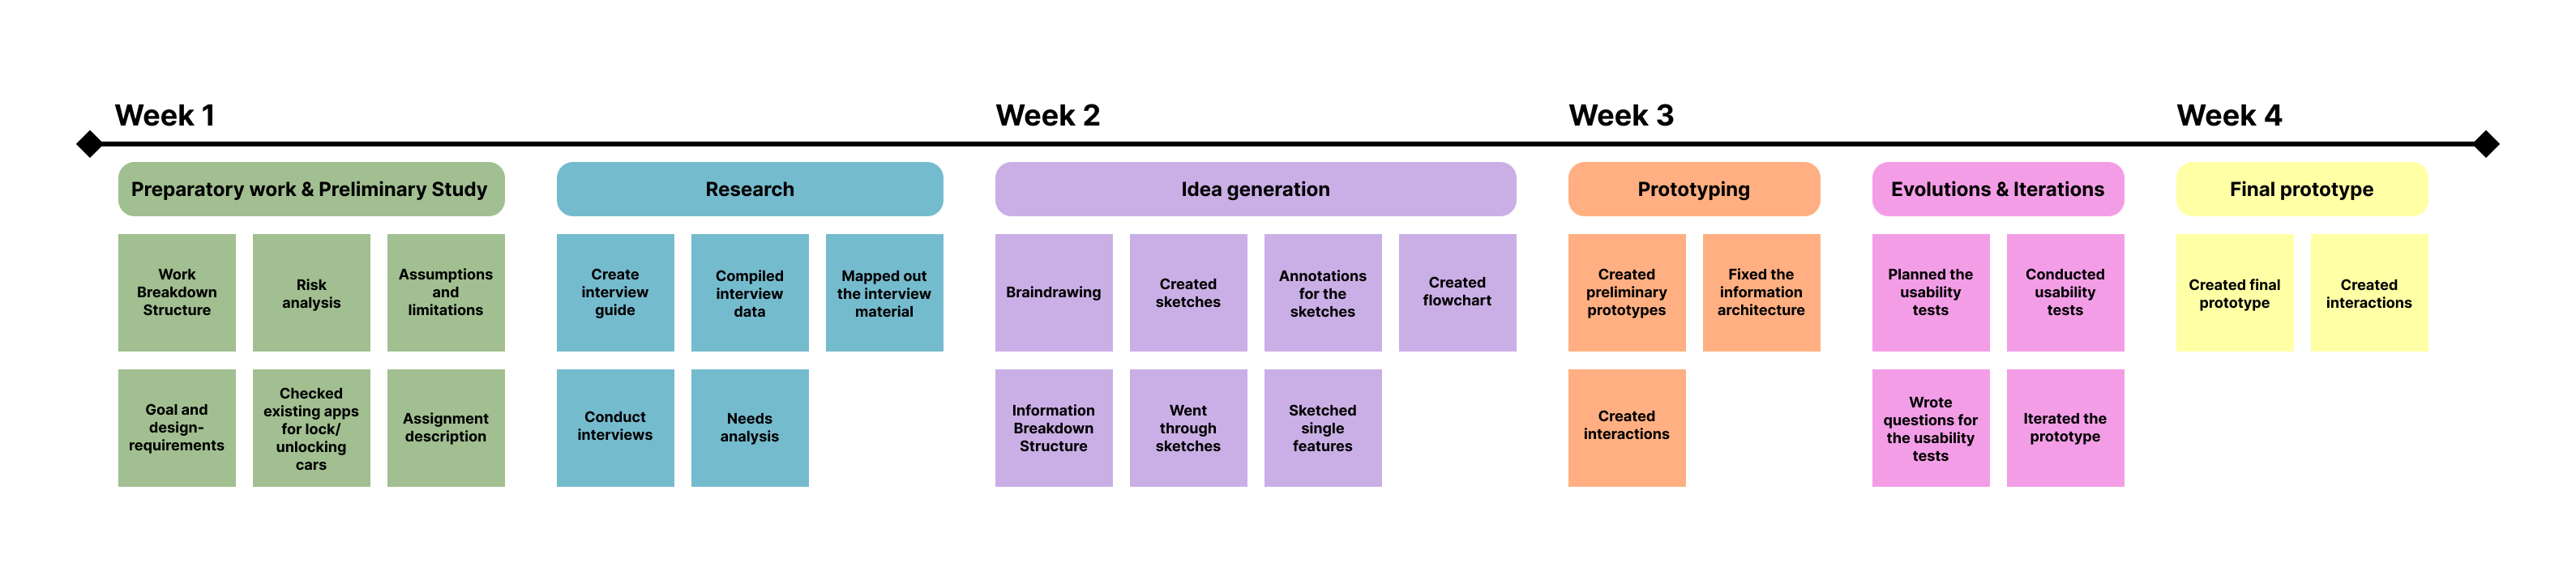 Week 1
Week 2
Week 3
Week 4
Preparatory work & Preliminary Study
Research
Idea generation
Prototyping
Evolutions & Iterations
Final prototype
Work
Breakdown
Structure
Risk
analysis
Assumptions
and
limitations
Goal and
design-
requirements
Checked
existing apps
for lock/
unlocking
cars
Assignment
description
Create
interview
guide
Compiled
interview
data
Mapped out
the interview
material
Conduct
interviews
Needs
analysis
Braindrawing
Created
sketches
Annotations
for the
sketches
Created
flowchart
Information
Breakdown
Structure
Went
through
sketches
Sketched
single
features
Created
preliminary
prototypes
Fixed the
information
architecture
Created
interactions
Planned the
usability
tests
Conducted
usability
tests
Wrote
questions for
the usability
tests
Iterated the
prototype
Created final
prototype
Created
interactions